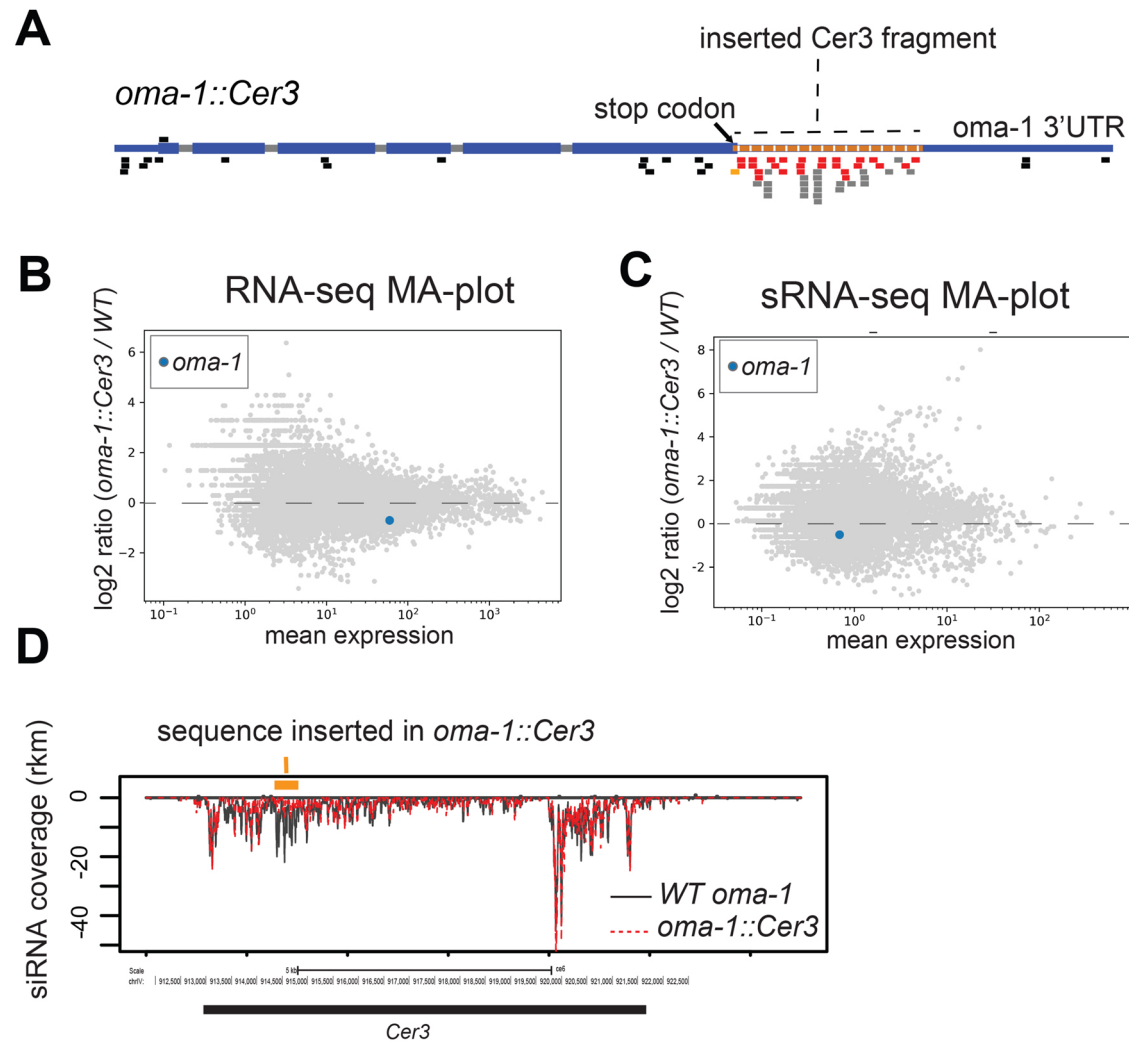 A
inserted Cer3 fragment
oma-1::Cer3
stop codon
oma-1 3'UTR
B
RNA-seq MA-plot
log2 ratio (oma-1::Cer3 / WT)
oma-1
6
4
2
0
−2
10⁻¹ 10⁰ 10¹ 10² 10³
mean expression
C
sRNA-seq MA-plot
log2 ratio (oma-1::Cer3 / WT)
oma-1
8
6
4
2
0
-2
10⁻¹ 10⁰ 10¹ 10²
mean expression
D
sequence inserted in oma-1::Cer3
siRNA coverage (rkm)
0
-20
-40
WT oma-1
oma-1::Cer3
Scale 5 kb ce6
chrIV: 912,500| 913,000| 913,500| 914,000| 914,500| 915,000| 915,500| 916,000| 916,500| 917,000| 917,500| 918,000| 918,500| 919,000| 919,500| 920,000| 920,500| 921,000| 921,500| 922,000| 922,500|
Cer3